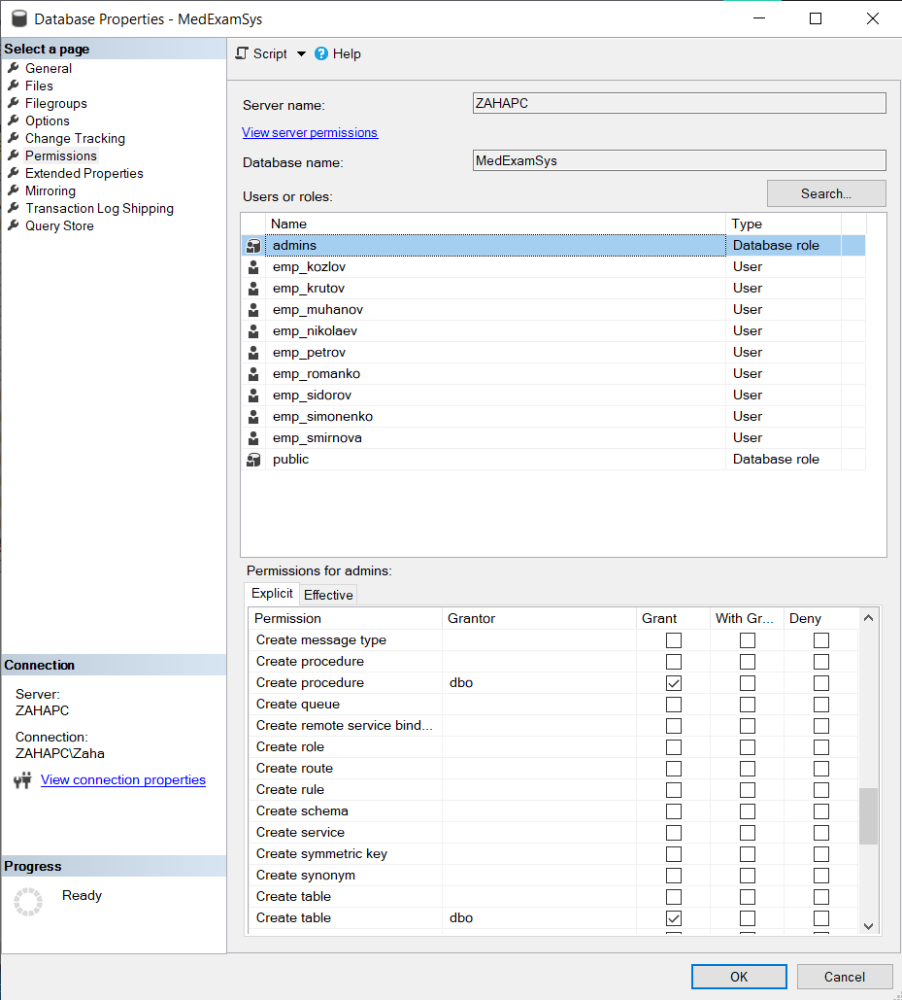 Database Properties - MedExamSys
Select a page
General
Files
Filegroups
Options
Change Tracking
Permissions
Extended Properties
Mirroring
Transaction Log Shipping
Query Store
Connection
Server:
ZAHAPC
Connection:
ZAHAPC\Zaha
View connection properties
Progress
Ready
Script Help
Server name: ZAHAPC
View server permissions
Database name: MedExamSys
Users or roles: Search...
Name Type
admins Database role
emp_kozlov User
emp_krutov User
emp_muhanov User
emp_nikolaev User
emp_petrov User
emp_romanko User
emp_sidorov User
emp_simonenko User
emp_smirnova User
public Database role
Permissions for admins:
Explicit Effective
Permission Grantor Grant With Gr... Deny
Create message type
Create procedure
Create procedure dbo
Create queue
Create remote service bind...
Create role
Create route
Create rule
Create schema
Create service
Create symmetric key
Create synonym
Create table
Create table dbo
OK Cancel